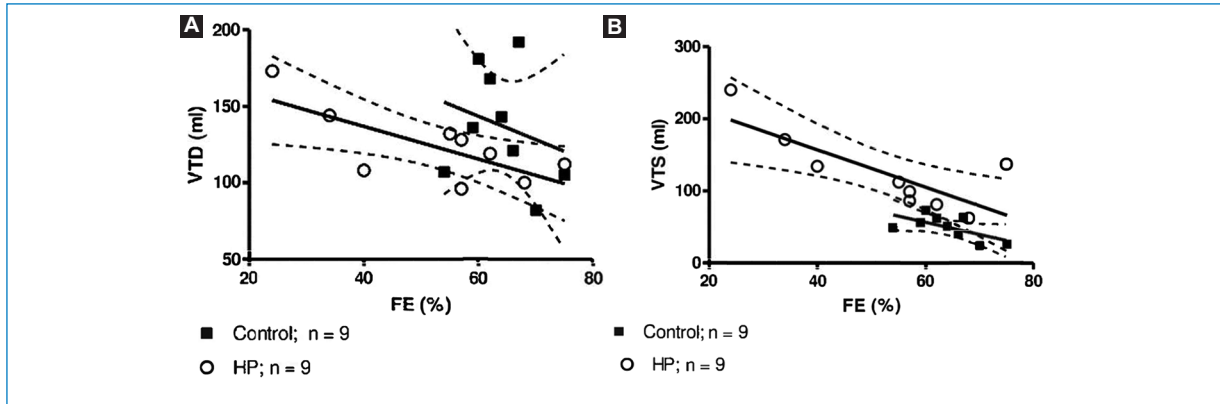 A
B
200
150
100
50
VTD (ml)
20 40 60 80
FE (%)
300
200
100
0
VTS (ml)
20 40 60 80
FE (%)
Control; n = 9
HP; n = 9
Control; n = 9
HP; n = 9